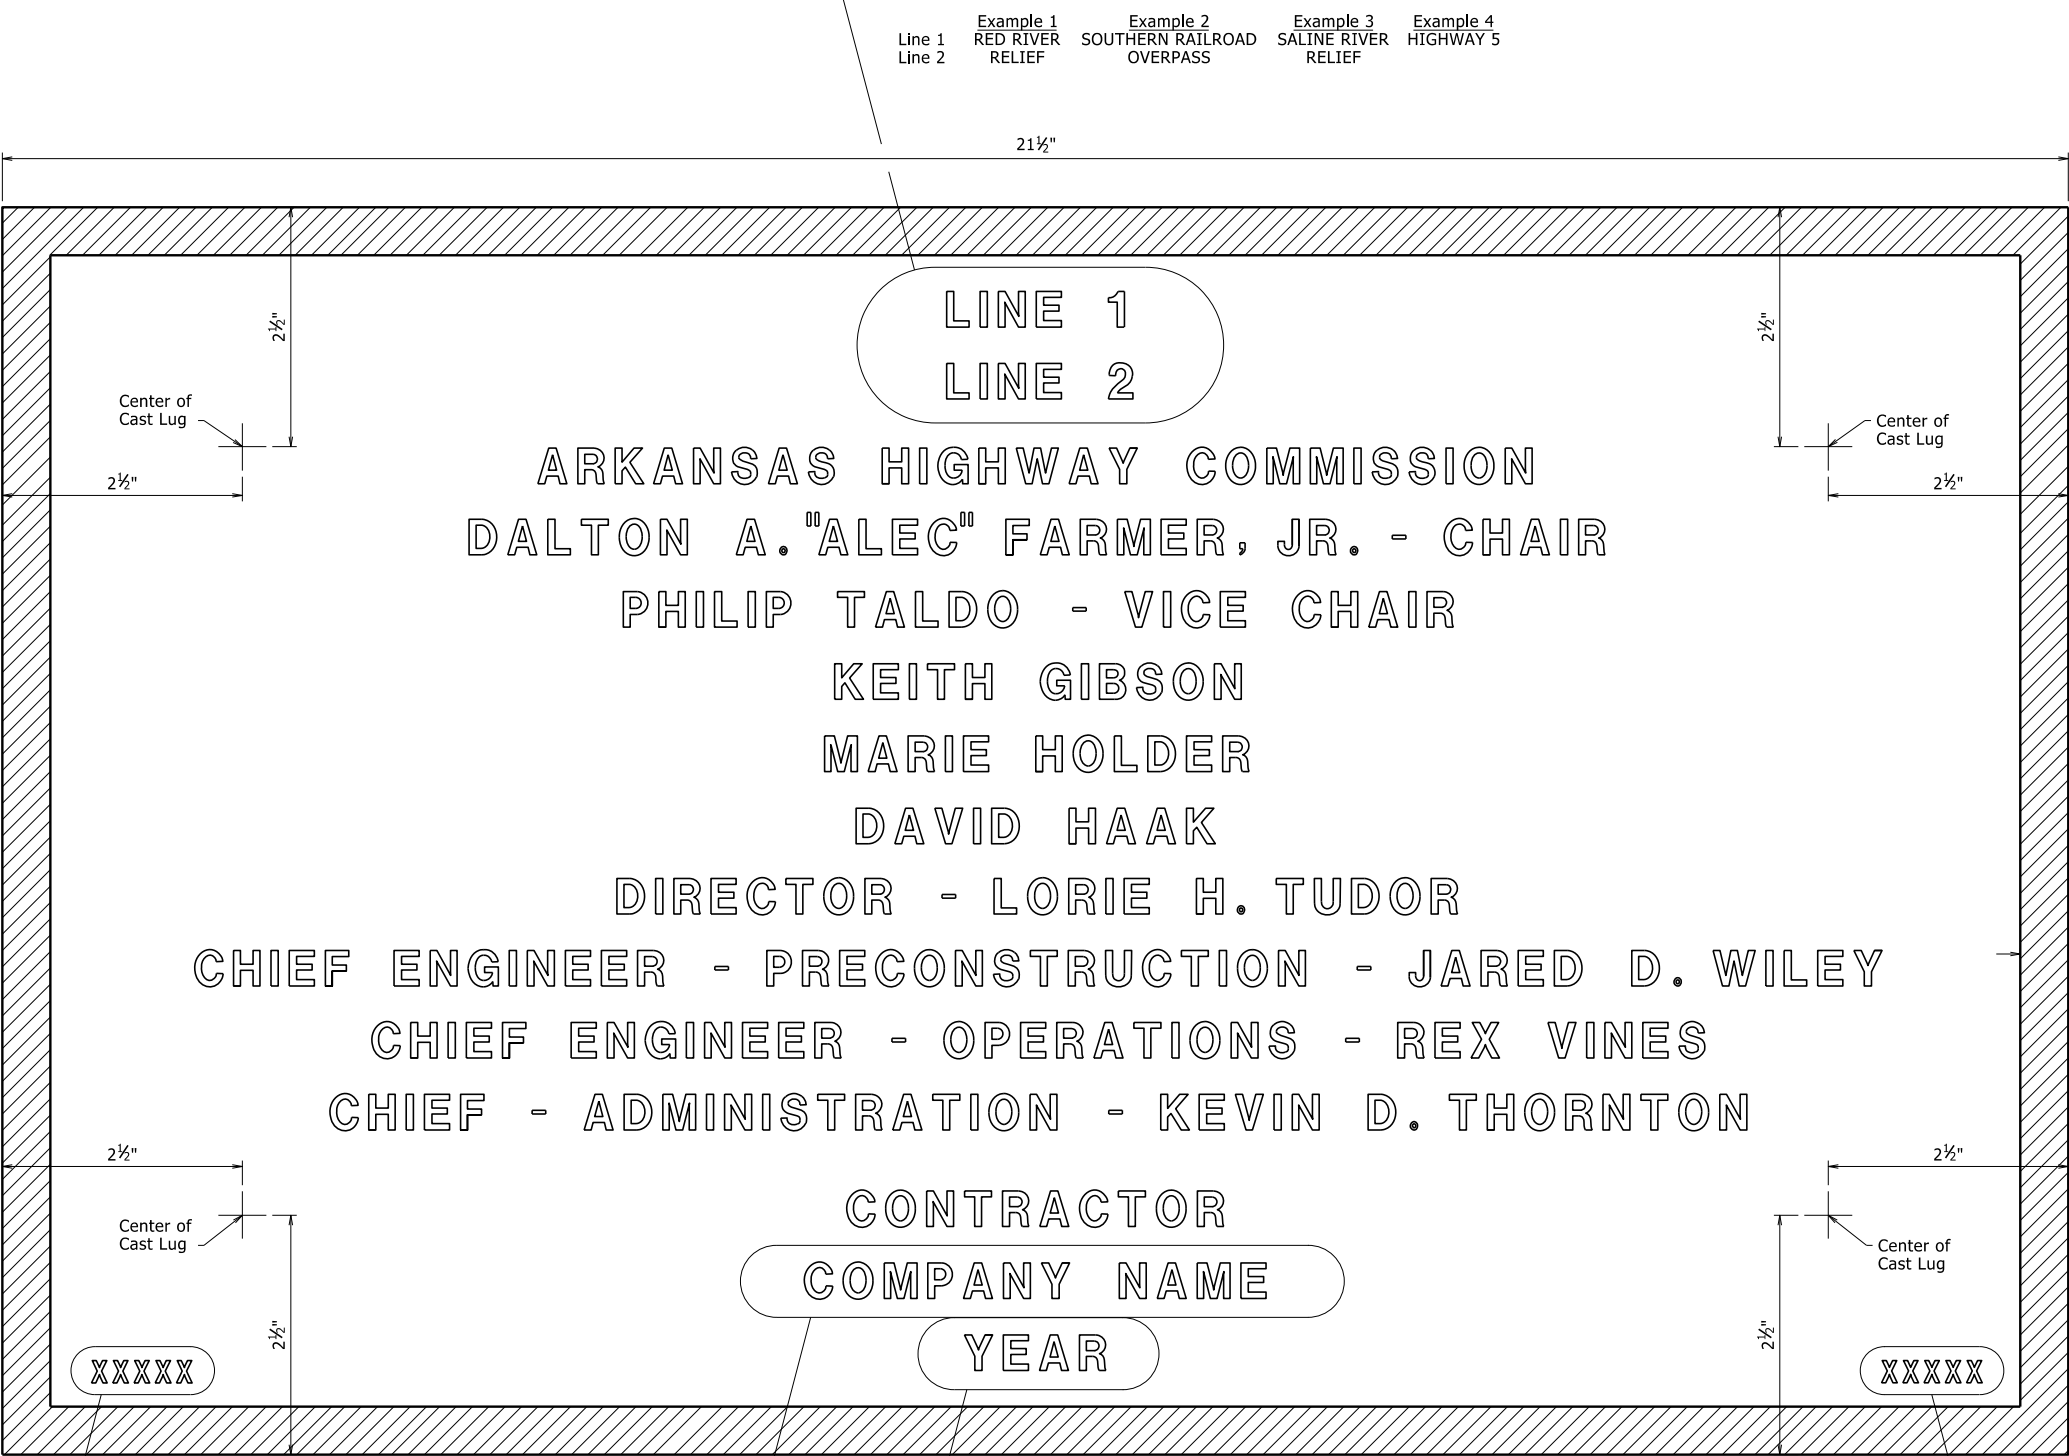 Example 1 Example 2 Example 3 Example 4
Line 1 RED RIVER SOUTHERN RAILROAD SALINE RIVER HIGHWAY 5
Line 2 RELIEF OVERPASS RELIEF
21½"
LINE 1
2½" 2½"
LINE 2
Center of
Cast Lug
Center of
Cast Lug
ARKANSAS HIGHWAY COMMISSION
2½" 2½"
DALTON A. "ALEC" FARMER, JR. - CHAIR
PHILIP TALDO - VICE CHAIR
KEITH GIBSON
MARIE HOLDER
DAVID HAAK
DIRECTOR - LORIE H. TUDOR
CHIEF ENGINEER - PRECONSTRUCTION - JARED D. WILEY
CHIEF ENGINEER - OPERATIONS - REX VINES
CHIEF - ADMINISTRATION - KEVIN D. THORNTON
2½" 2½"
CONTRACTOR
Center of
Cast Lug
Center of
Cast Lug
COMPANY NAME
2½" 2½"
YEAR
XXXXX XXXXX